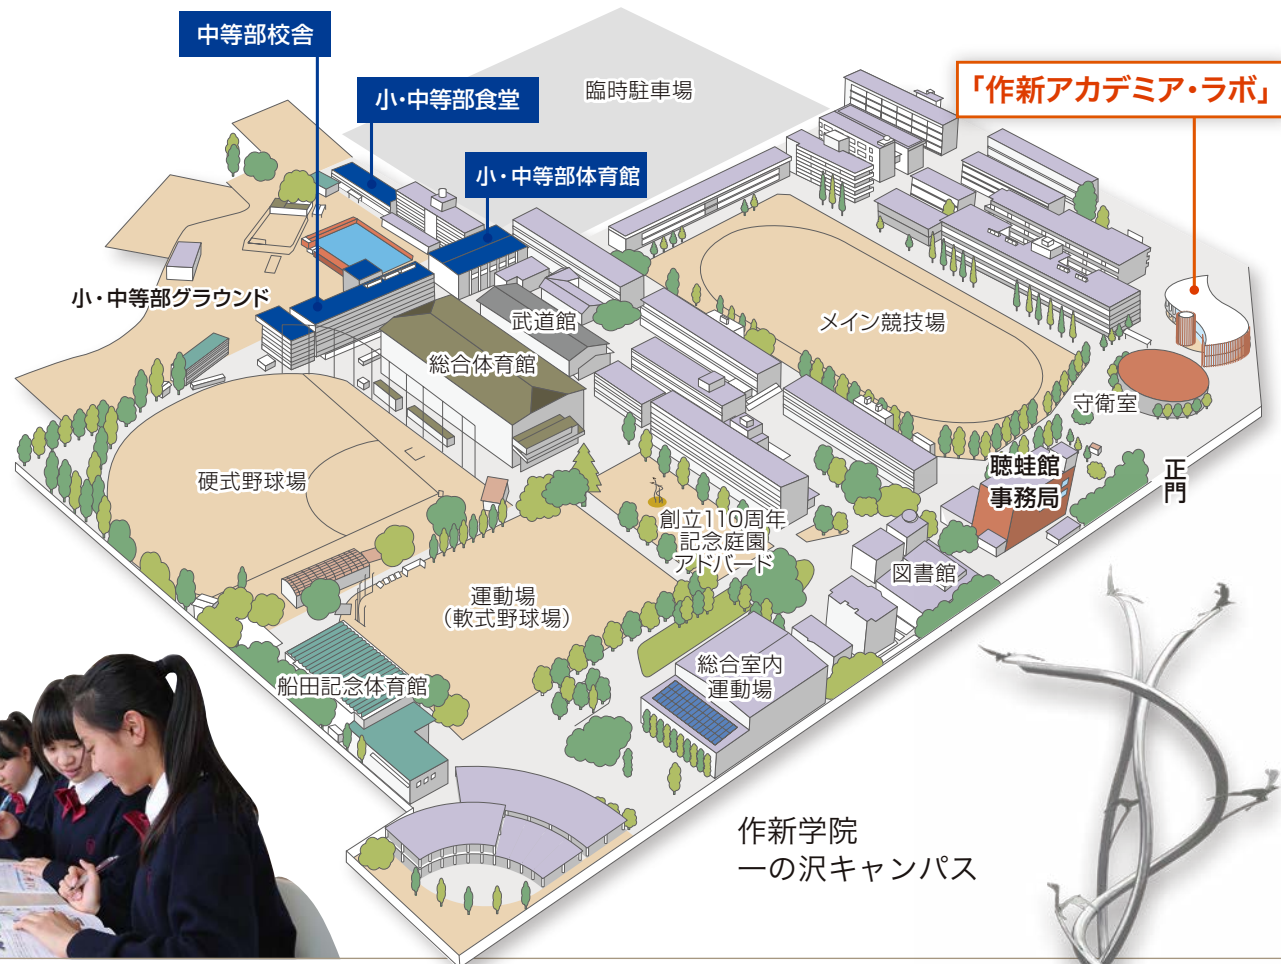 中等部校舎
小・中等部食堂
臨時駐車場
「作新アカデミア・ラボ」
小・中等部体育館
小・中等部グラウンド
武道館
メイン競技場
総合体育館
守衛室
硬式野球場
聴蛙館
事務局
正門
創立110周年
記念庭園
アドバード
図書館
運動場
(軟式野球場)
総合室内
運動場
船田記念体育館
作新学院
一の沢キャンパス